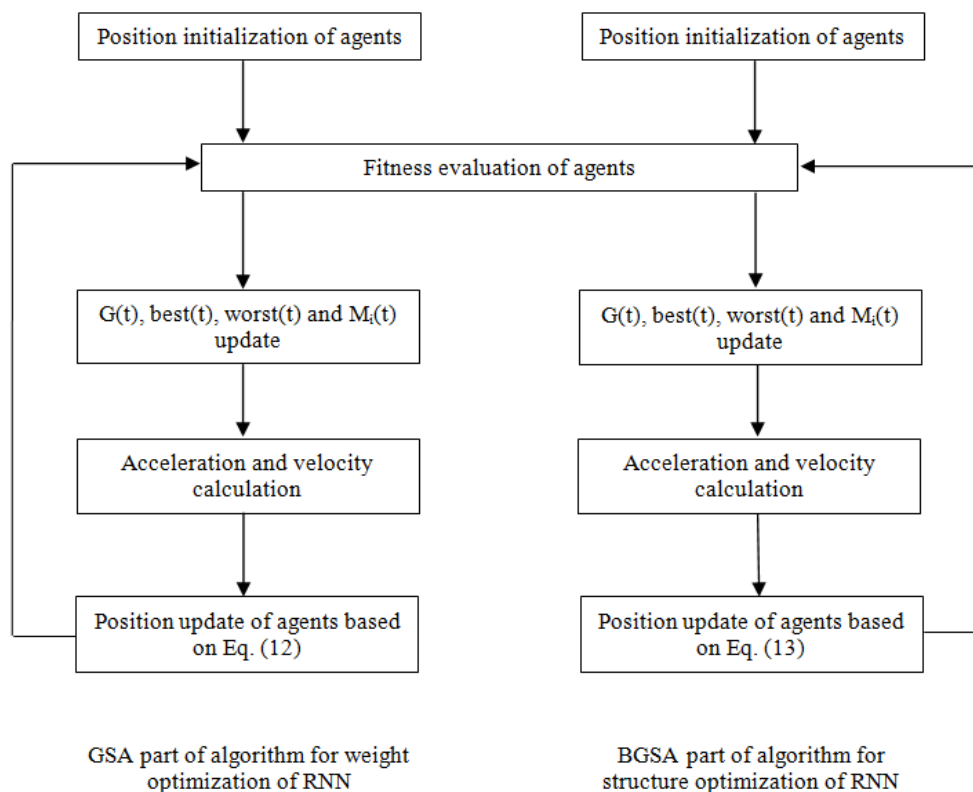 Position initialization of agents
Position initialization of agents
Fitness evaluation of agents
G(t), best(t), worst(t) and Mᵢ(t)
update
G(t), best(t), worst(t) and Mᵢ(t)
update
Acceleration and velocity
calculation
Acceleration and velocity
calculation
Position update of agents based
on Eq. (12)
Position update of agents based
on Eq. (13)
GSA part of algorithm for weight
optimization of RNN
BGSA part of algorithm for
structure optimization of RNN